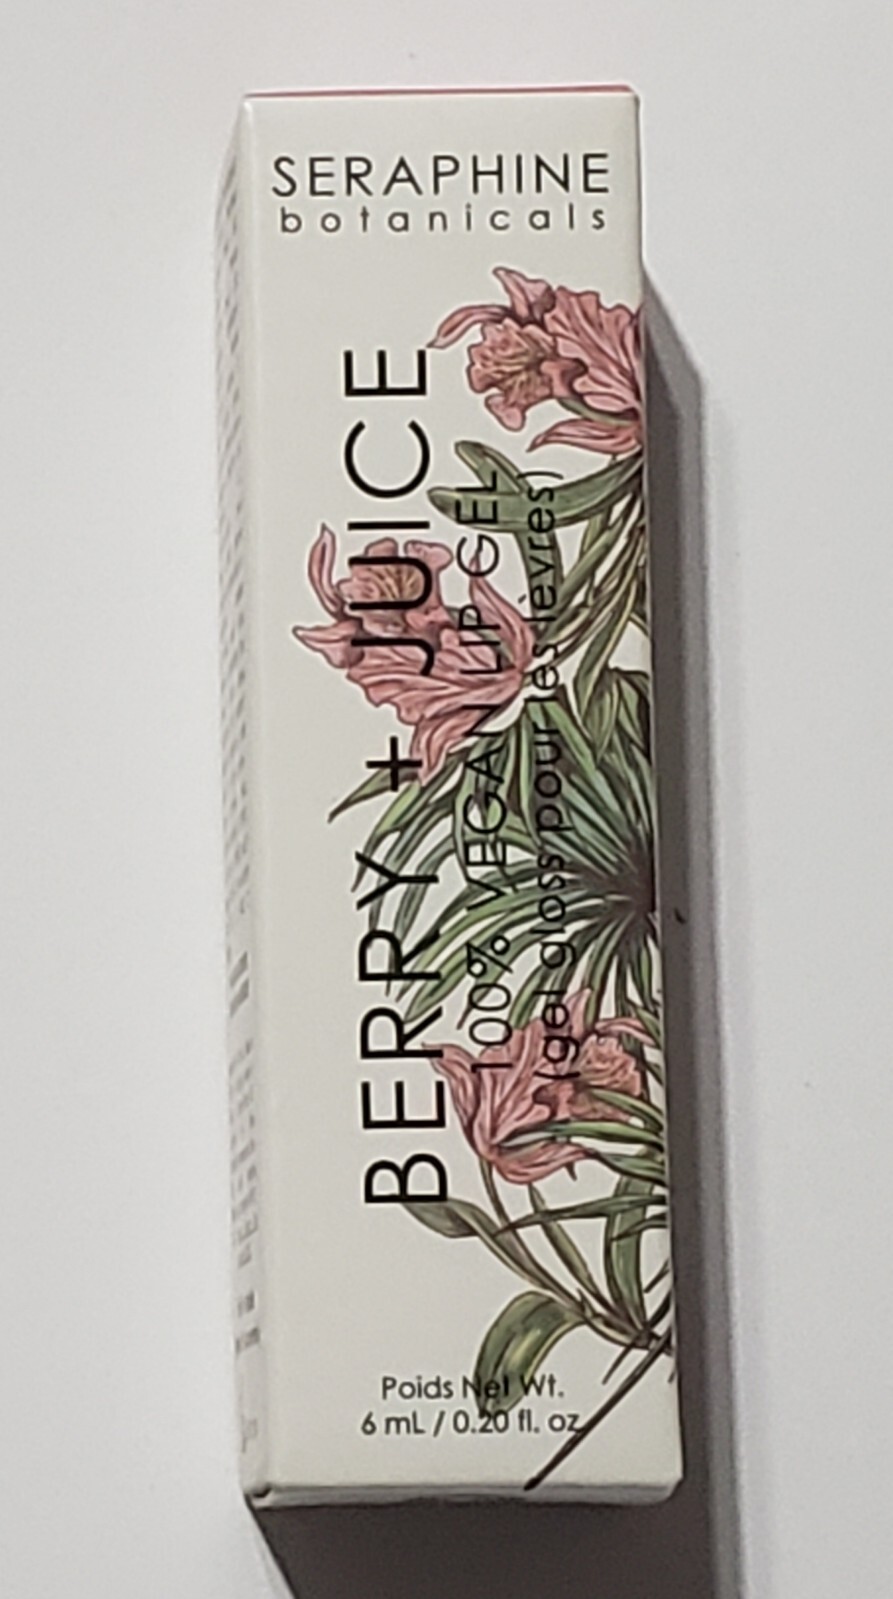 SERAPHINE
botanicals
BERRY + JUICE
100% VEGAN LIP GEL
(gel gloss pour les lèvres)
Poids Net Wt.
6 mL / 0.20 fl. oz